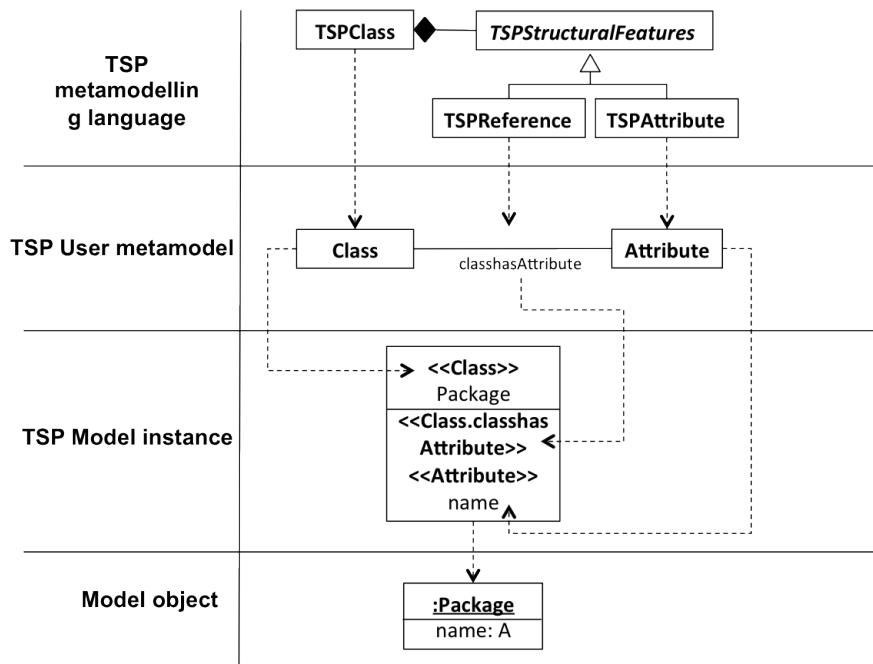 TSP
metamodellin
g language
TSPClass
TSPStructuralFeatures
TSPReference
TSPAttribute
TSP User metamodel
Class
classhasAttribute
Attribute
TSP Model instance
<<Class>>
Package
<<Class.classhas
Attribute>>
<<Attribute>>
name
Model object
:Package
name: A